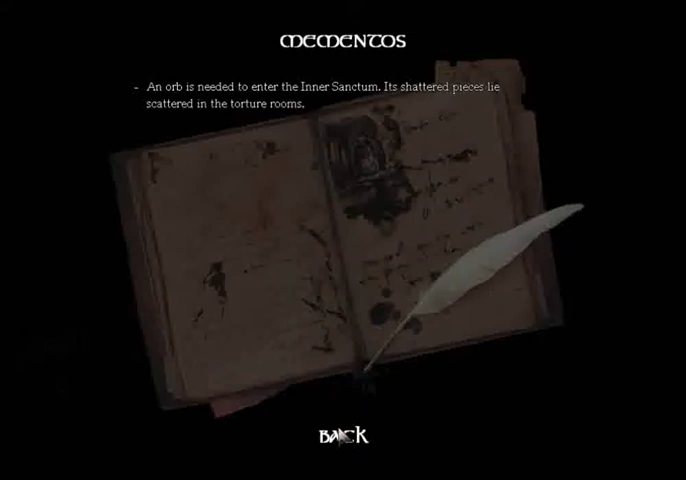 MEMENTOS
- An orb is needed to enter the Inner Sanctum. Its shattered pieces lie
scattered in the torture rooms.
BACK